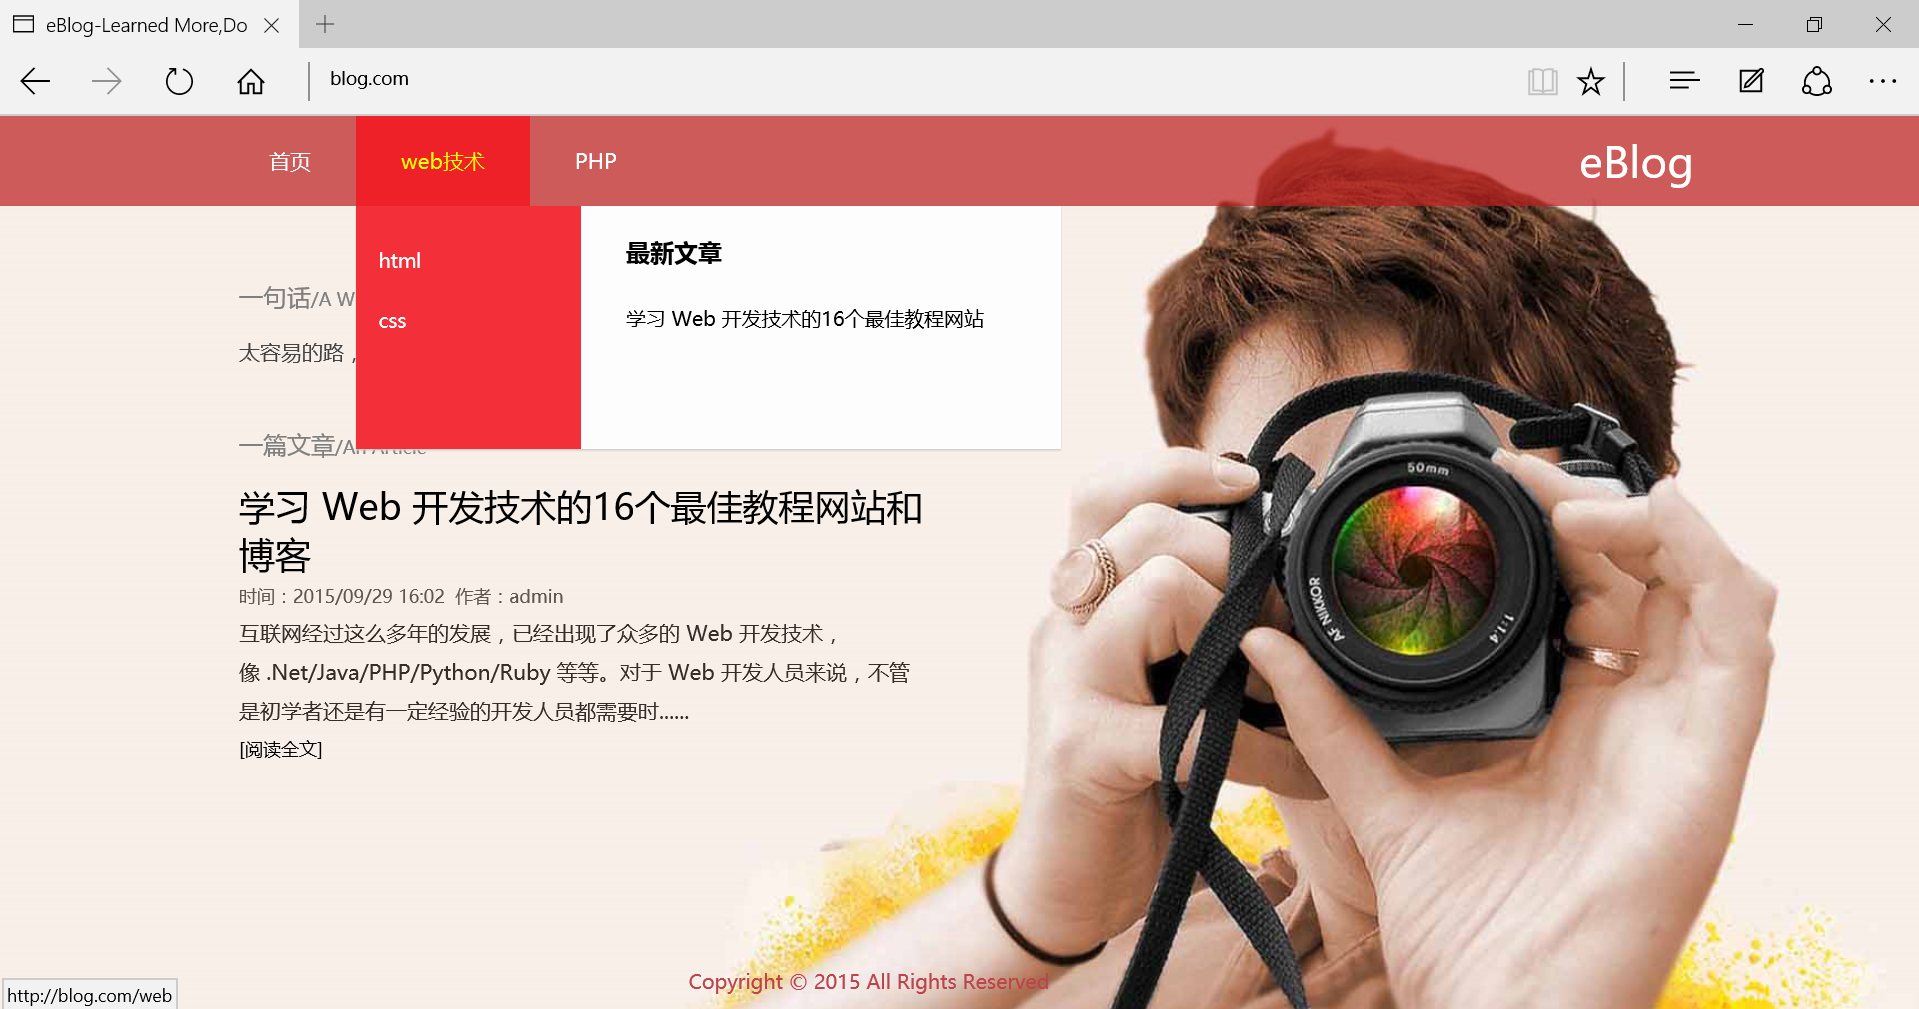 eBlog-Learned More,Do
blog.com
首页
web技术
PHP
eBlog
html
css
最新文章
学习 Web 开发技术的16个最佳教程网站
一句话/A W
太容易的路，
一篇文章/An Article
学习 Web 开发技术的16个最佳教程网站和
博客
时间：2015/09/29 16:02 作者：admin
互联网经过这么多年的发展，已经出现了众多的 Web 开发技术，
像 .Net/Java/PHP/Python/Ruby 等等。对于 Web 开发人员来说，不管
是初学者还是有一定经验的开发人员都需要时......
[阅读全文]
50mm
AF NIKKOR
1:1.4
Copyright © 2015 All Rights Reserved
http://blog.com/web